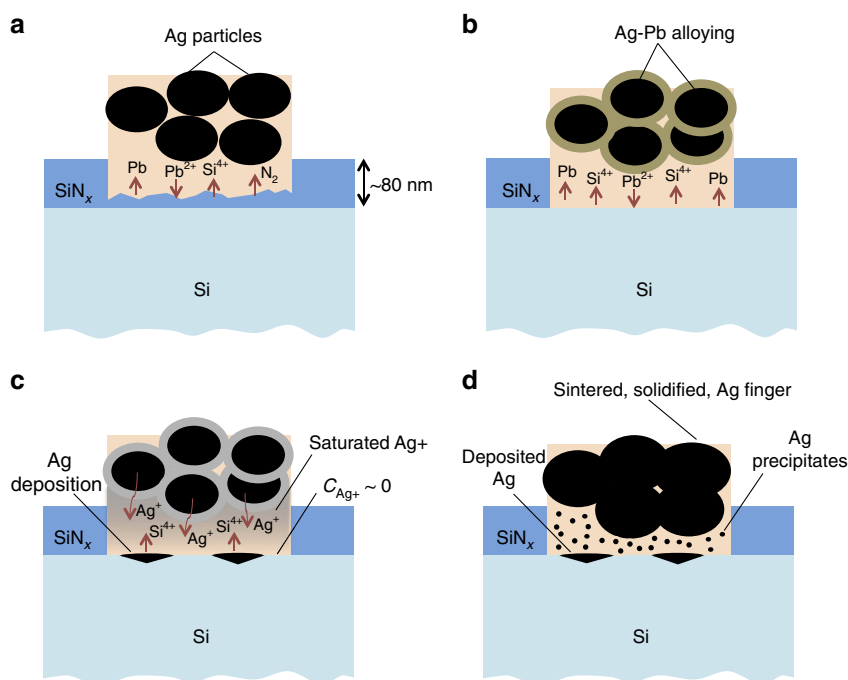 a
Ag particles
Pb
Pb2+
Si4+
N2
SiNx
~80 nm
Si
b
Ag-Pb alloying
Pb
Si4+
Pb2+
Si4+
Pb
SiNx
Si
c
Ag
deposition
Saturated Ag+
CAg+ ~ 0
Ag+
Si4+
Ag+
Si4+
Ag+
SiNx
Si
d
Sintered, solidified, Ag finger
Deposited
Ag
Ag
precipitates
SiNx
Si